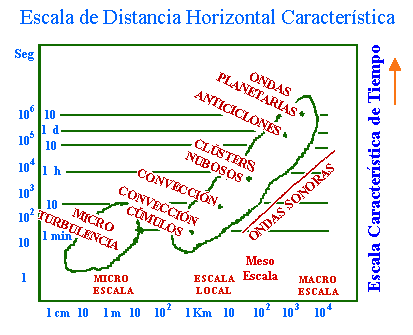 Escala de Distancia Horizontal Característica
Seg
10⁶
10⁵
10⁴
10³
10²
10
1
10
1 d
10
1 h
10
1 min
ONDAS
PLANETARIAS
ANTICICLONES
CLÚSTERS
NUBOSOS
CONVECCIÓN
CONVECCIÓN
CÚMULOS
MICRO
TURBULENCIA
ONDAS SONORAS
MICRO
ESCALA
ESCALA
LOCAL
Meso
Escala
MACRO
ESCALA
1 cm 10 1 m 10 10² 1 Km 10 10² 10³ 10⁴
Escala Característica de Tiempo